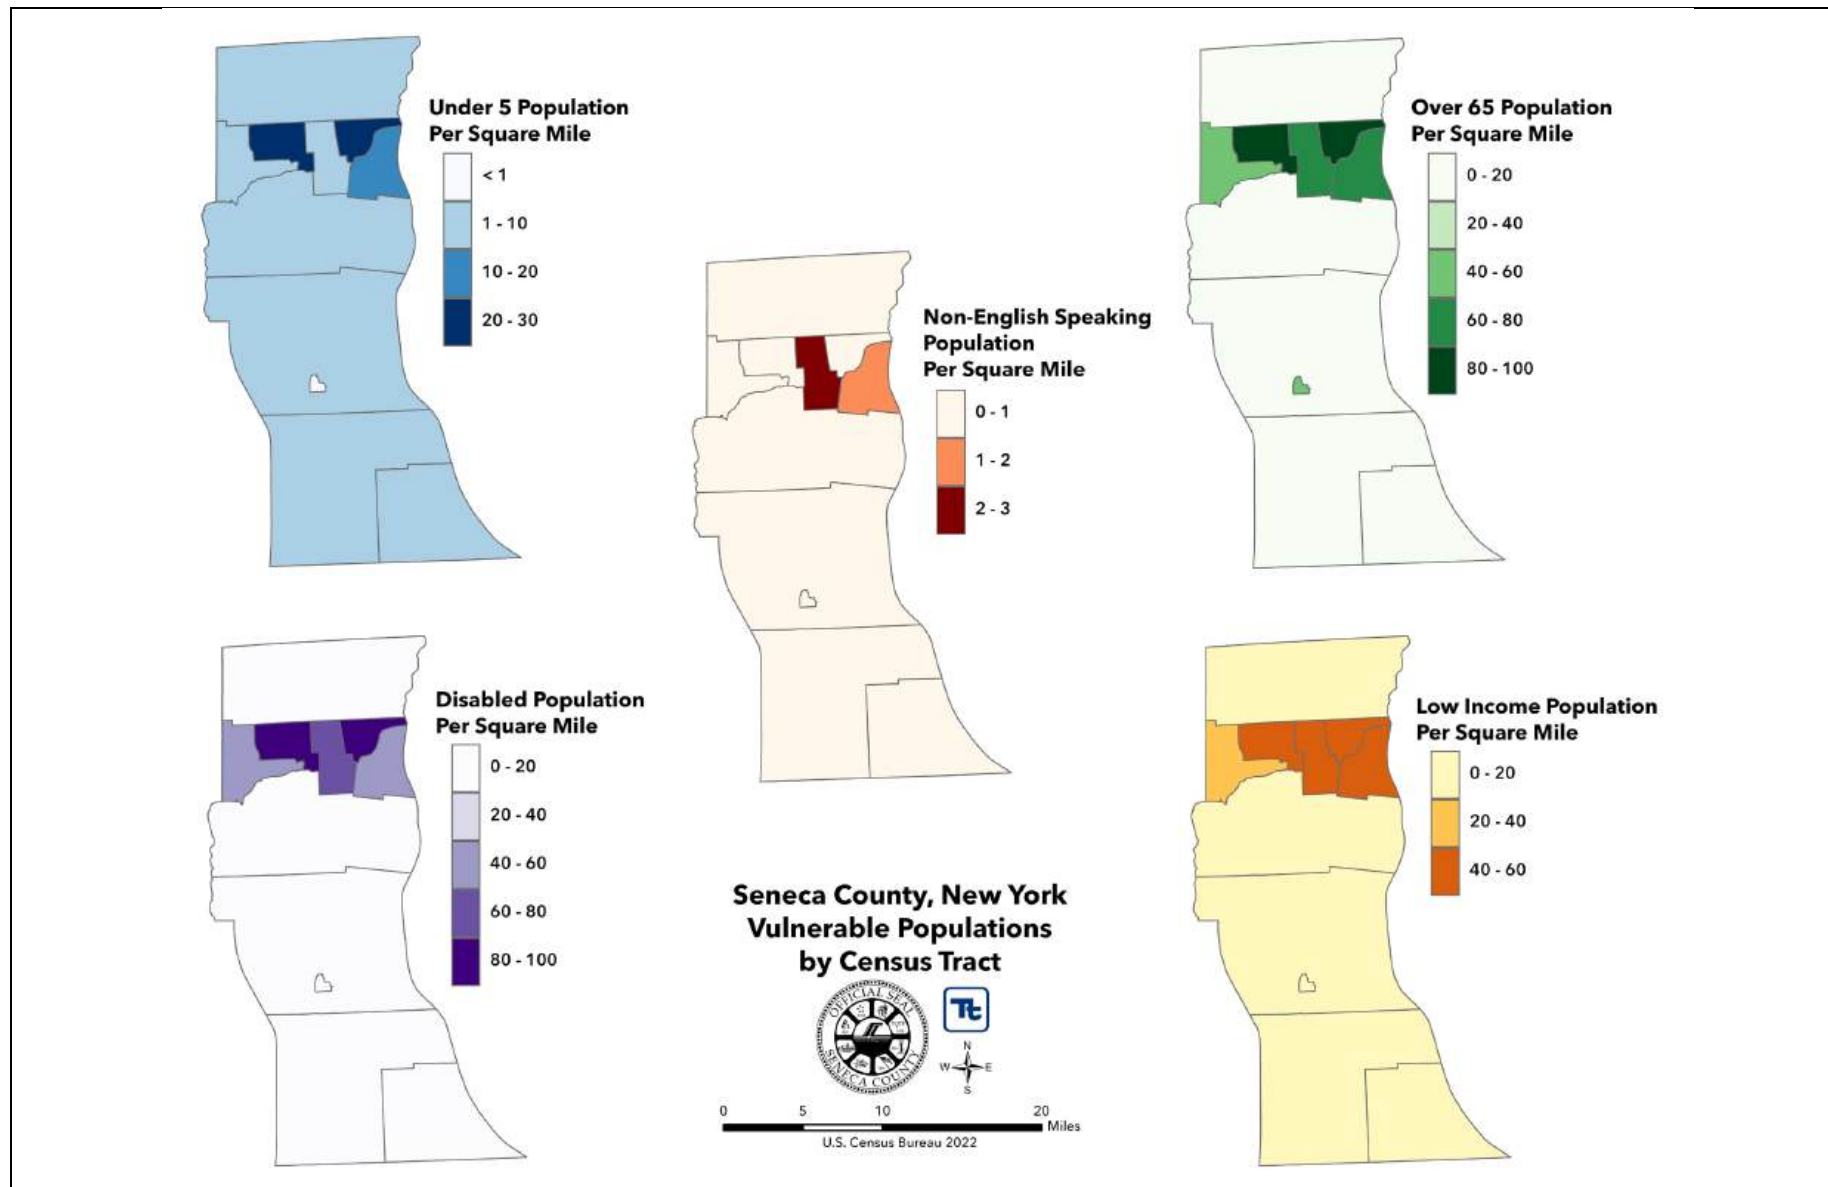 Under 5 Population
Per Square Mile
< 1
1 - 10
10 - 20
20 - 30
Non-English Speaking
Population
Per Square Mile
0 - 1
1 - 2
2 - 3
Over 65 Population
Per Square Mile
0 - 20
20 - 40
40 - 60
60 - 80
80 - 100
Disabled Population
Per Square Mile
0 - 20
20 - 40
40 - 60
60 - 80
80 - 100
Low Income Population
Per Square Mile
0 - 20
20 - 40
40 - 60
Seneca County, New York
Vulnerable Populations
by Census Tract
OFFICIAL SEAL
SENECA COUNTY
Tt
N
W E
S
0 5 10 20
Miles
U.S. Census Bureau 2022